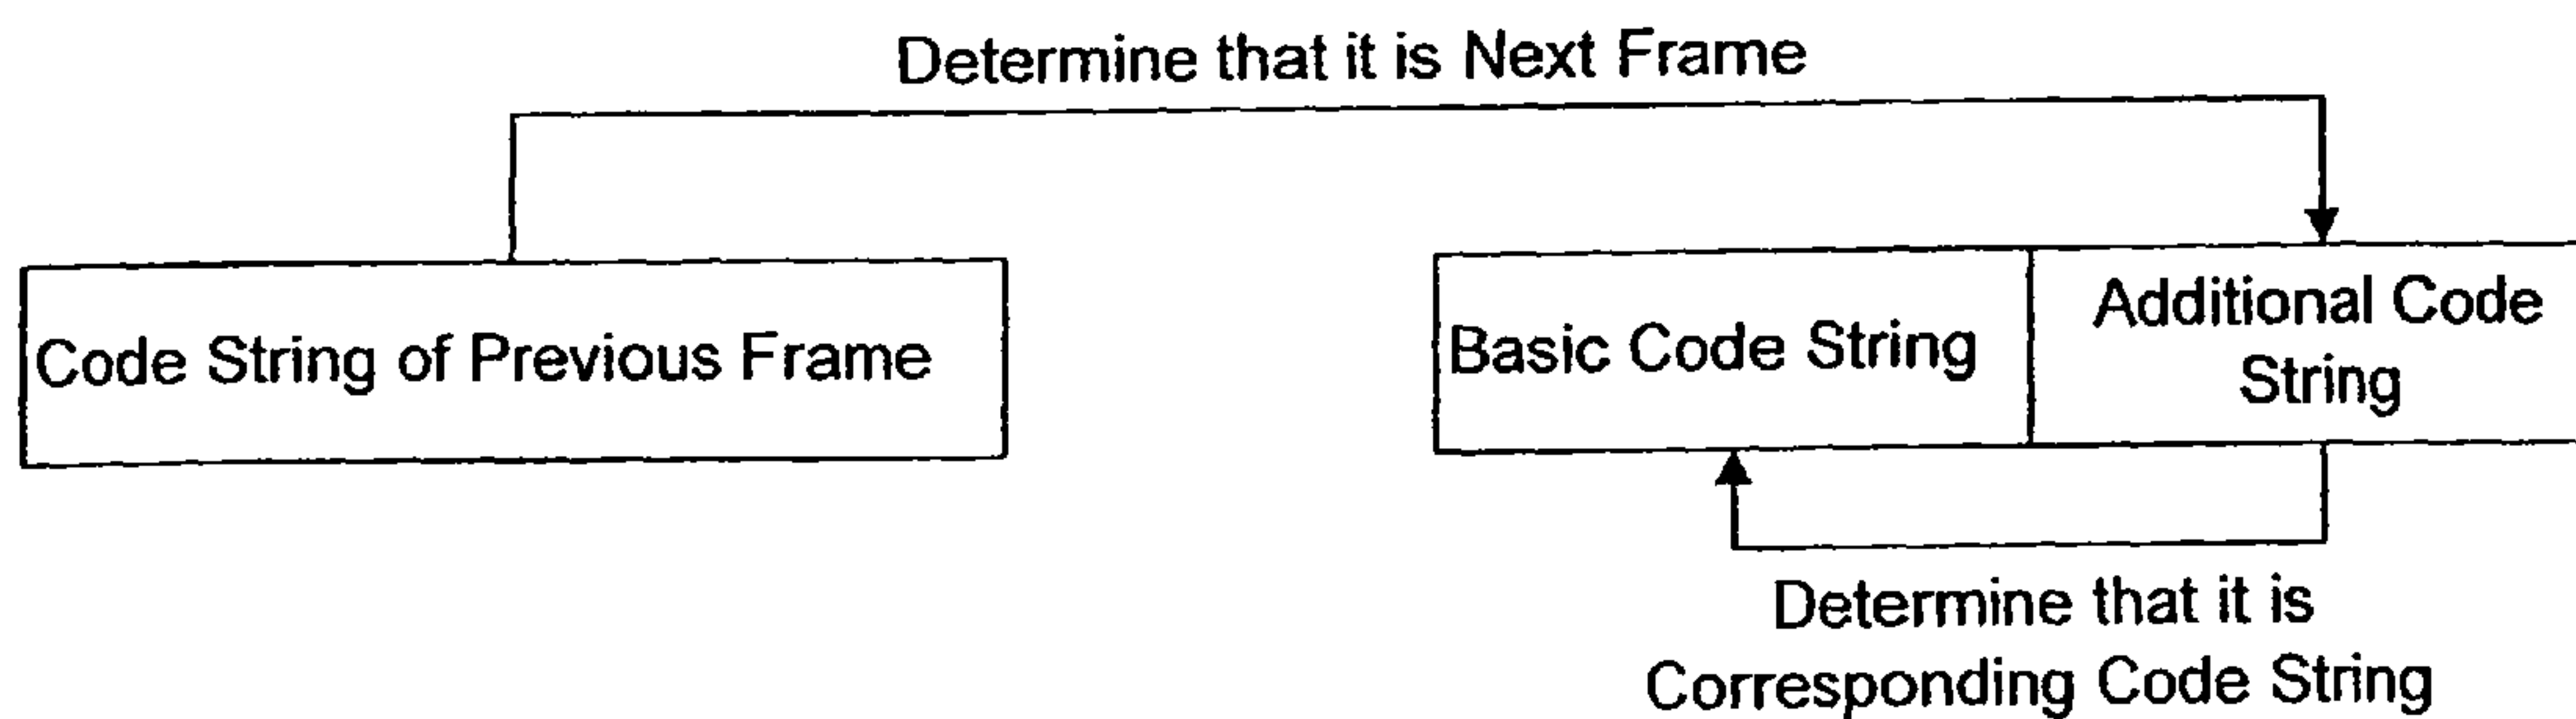 Determine that it is Next Frame
Code String of Previous Frame
Basic Code String
Additional Code
String
Determine that it is
Corresponding Code String